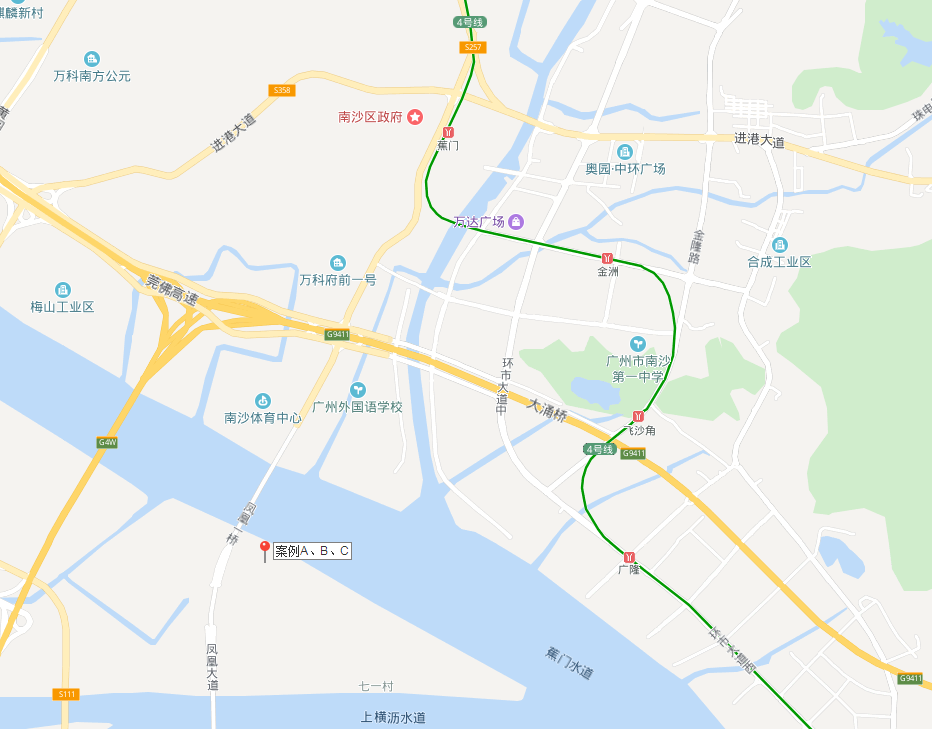 麒麟新村
4号线
S257
万科南方公元
S358
南沙区政府
进港大道
蕉门
进港大道
奥园·中环广场
万达广场
金隆路
金洲
合成工业区
万科府前一号
莞佛高速
梅山工业区
G9411
广州市南沙
第一中学
环市大道中
大涌桥
广州外国语学校
南沙体育中心
飞沙角
4号线
G9411
G4W
凤凰一桥
案例A、B、C
广隆
环市大道西
凤凰大道
蕉门水道
G9411
七一村
S111
上横沥水道